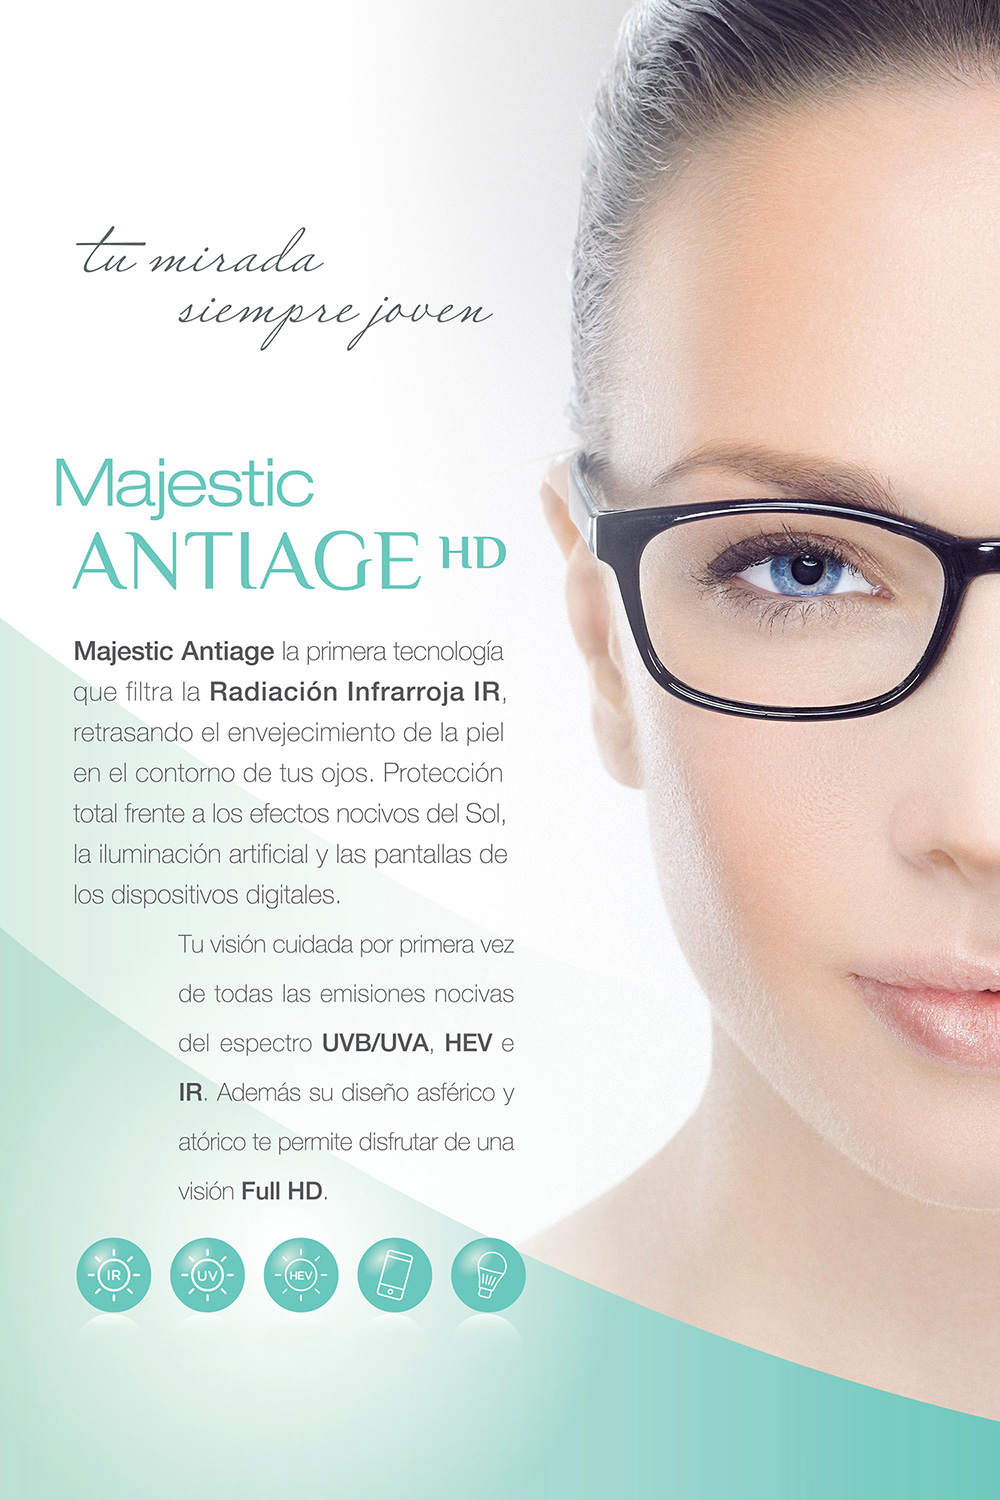 tu mirada
siempre joven
Majestic
ANTIAGE HD
Majestic Antiage la primera tecnología
que filtra la Radiación Infrarroja IR,
retrasando el envejecimiento de la piel
en el contorno de tus ojos. Protección
total frente a los efectos nocivos del Sol,
la iluminación artificial y las pantallas de
los dispositivos digitales.
Tu visión cuidada por primera vez
de todas las emisiones nocivas
del espectro UVB/UVA, HEV e
IR. Además su diseño asférico y
atórico te permite disfrutar de una
visión Full HD.
IR UV HEV